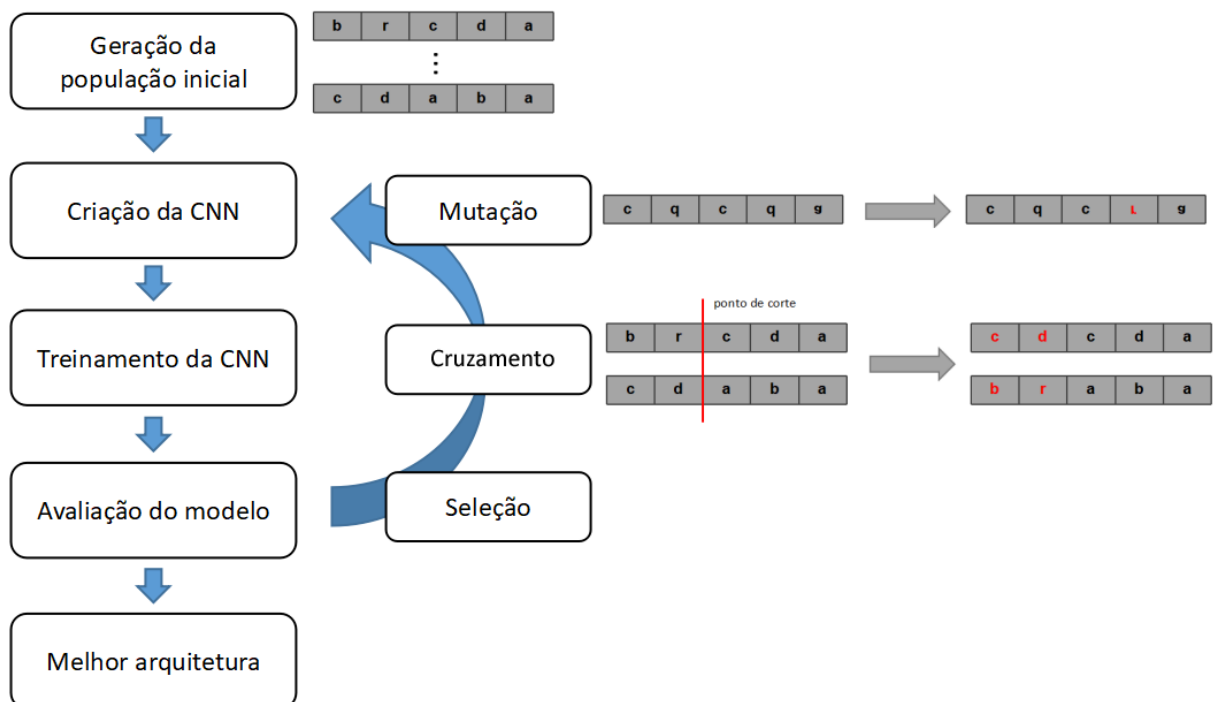 Geração da
população inicial
b r c d a
⋮
c d a b a
Criação da CNN
Mutação
c q c q g
c q c L g
Treinamento da CNN
Cruzamento
ponto de corte
b r c d a
c d a b a
c d c d a
b r a b a
Avaliação do modelo
Seleção
Melhor arquitetura